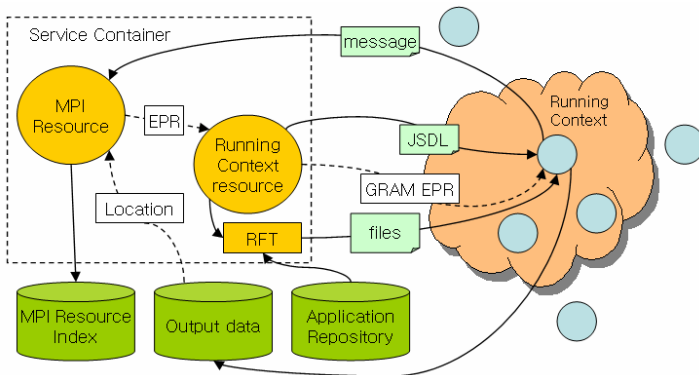 Service Container
message
MPI
Resource
EPR
Running
Context
resource
JSDL
Running
Context
GRAM EPR
Location
RFT
files
MPI Resource
Index
Output data
Application
Repository